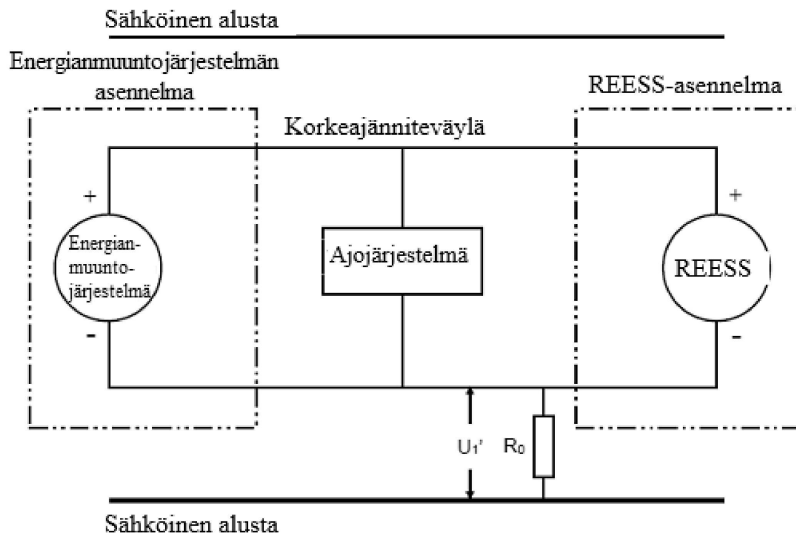 Sähköinen alusta
Energianmuuntojärjestelmän
asennelma
REESS-asennelma
Korkeajänniteväylä
+
+
Energian-
muunto-
järjestelmä
Ajojärjestelmä
REESS
-
-
U₁'
R₀
Sähköinen alusta